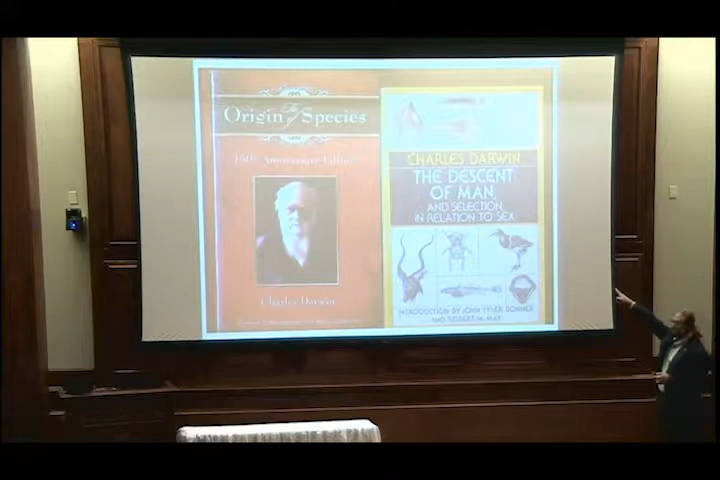 The
Origin of Species
150th Anniversary Edition
Charles Darwin
CHARLES DARWIN
THE DESCENT
OF MAN,
AND SELECTION
IN RELATION TO SEX
INTRODUCTION BY JOHN TYLER BONNER
AND ROBERT M. MAY